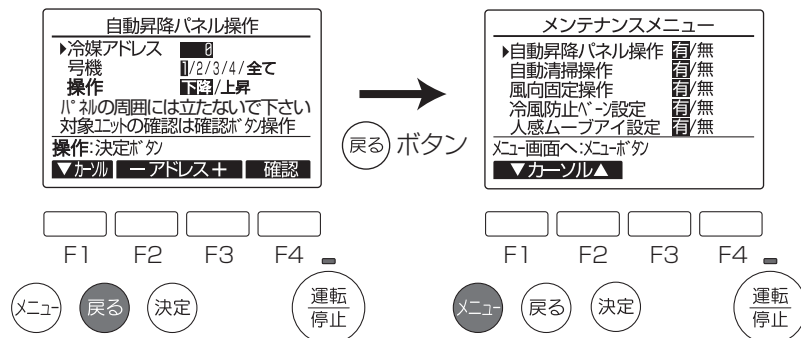 自動昇降パネル操作
▶冷媒アドレス 0
号機 1/2/3/4/全て
操作 下降/上昇
パネルの周囲には立たないで下さい
対象ユニットの確認は確認ボタン操作
操作:決定ボタン
▼カーソル ーアドレス+ 確認
F1 F2 F3 F4
メニュー 戻る 決定 運転
停止
戻る ボタン
メンテナンスメニュー
▶自動昇降パネル操作 有/無
自動清掃操作 有/無
風向固定操作 有/無
冷風防止ベーン設定 有/無
人感ムーブアイ設定 有/無
メニュー画面へ:メニューボタン
▼カーソル▲
F1 F2 F3 F4
メニュー 戻る 決定 運転
停止